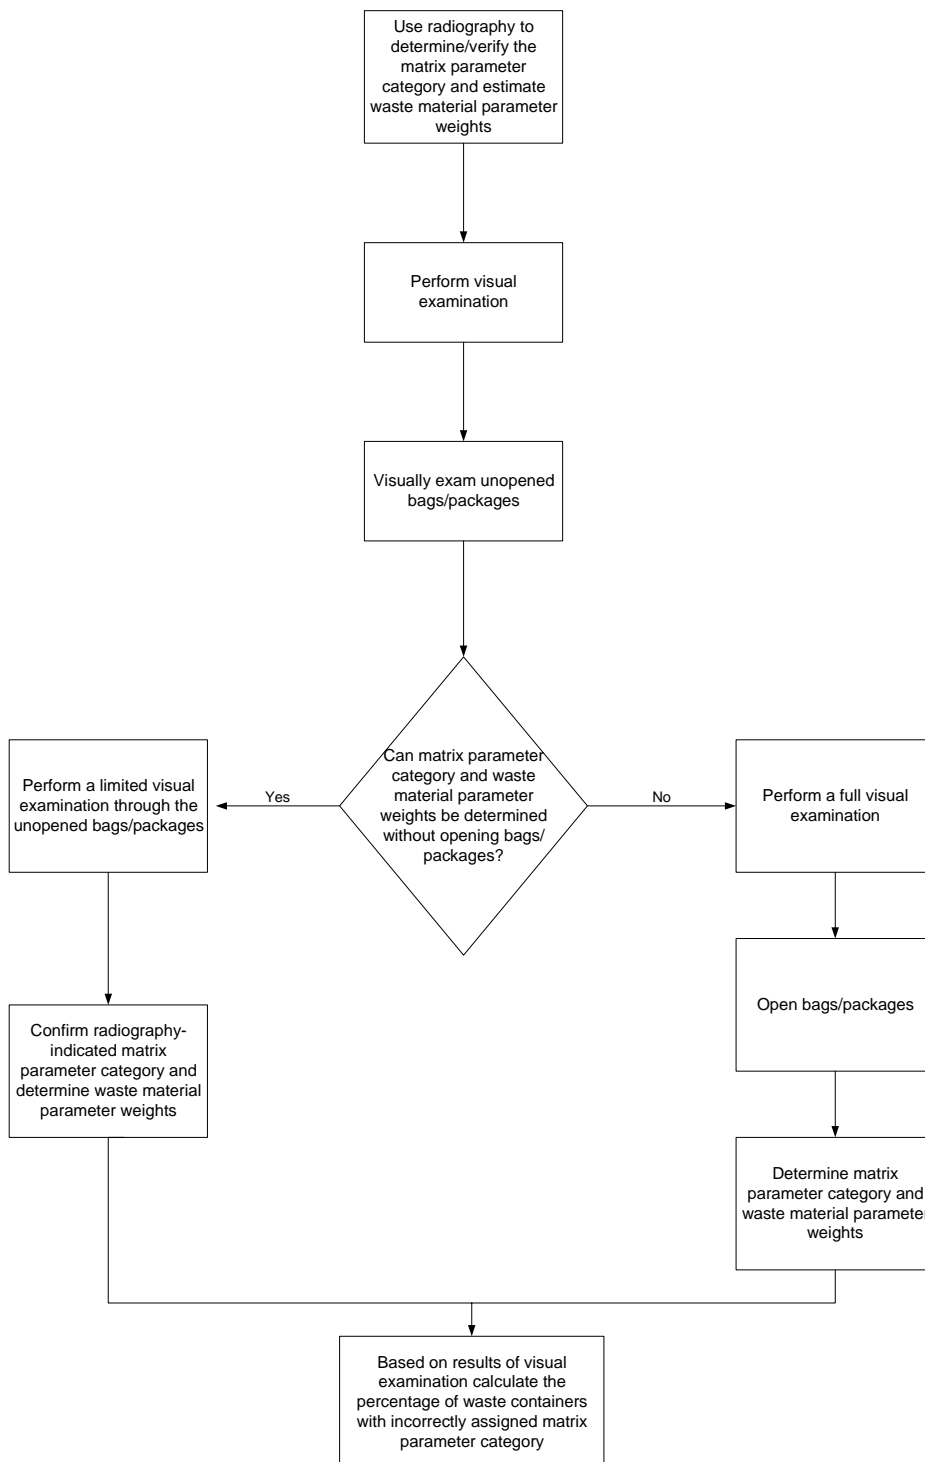 Use radiography to
determine/verify the
matrix parameter
category and estimate
waste material parameter
weights
Perform visual
examination
Visually exam unopened
bags/packages
Can matrix parameter
category and waste
material parameter
weights be determined
without opening bags/
packages?
Yes
No
Perform a limited visual
examination through the
unopened bags/packages
Perform a full visual
examination
Confirm radiography-
indicated matrix
parameter category and
determine waste material
parameter weights
Open bags/packages
Determine matrix
parameter category and
waste material parameter
weights
Based on results of visual
examination calculate the
percentage of waste containers
with incorrectly assigned matrix
parameter category